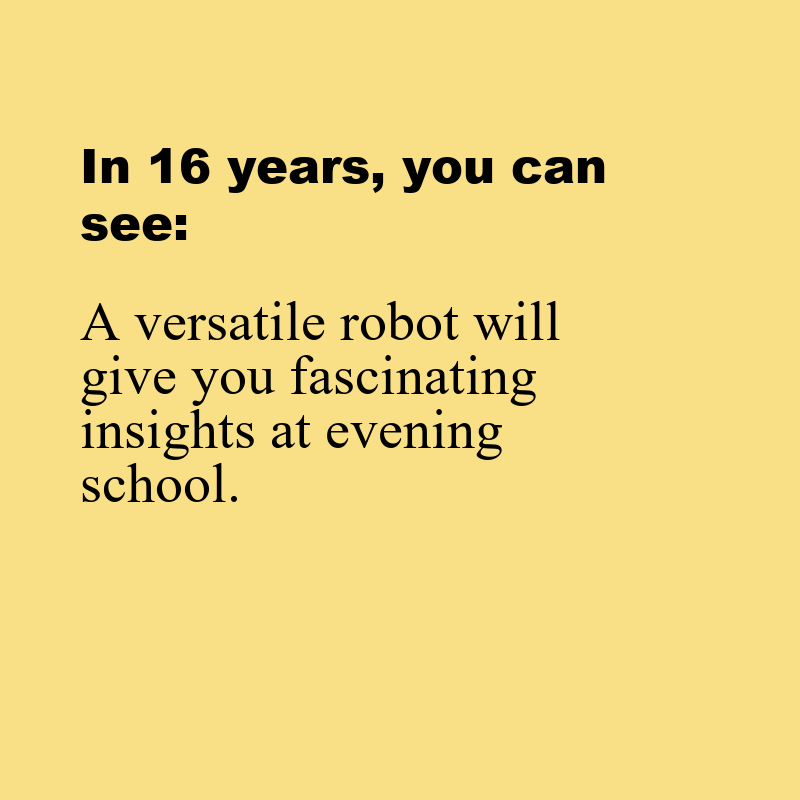 In 16 years, you can
see:
A versatile robot will
give you fascinating
insights at evening
school.